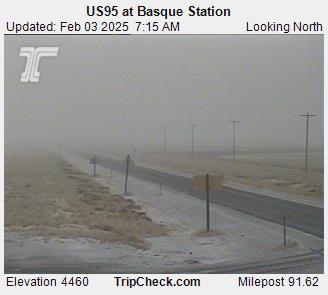 US95 at Basque Station
Updated: Feb 03 2025 7:15 AM Looking North
Elevation 4460 TripCheck.com Milepost 91.62